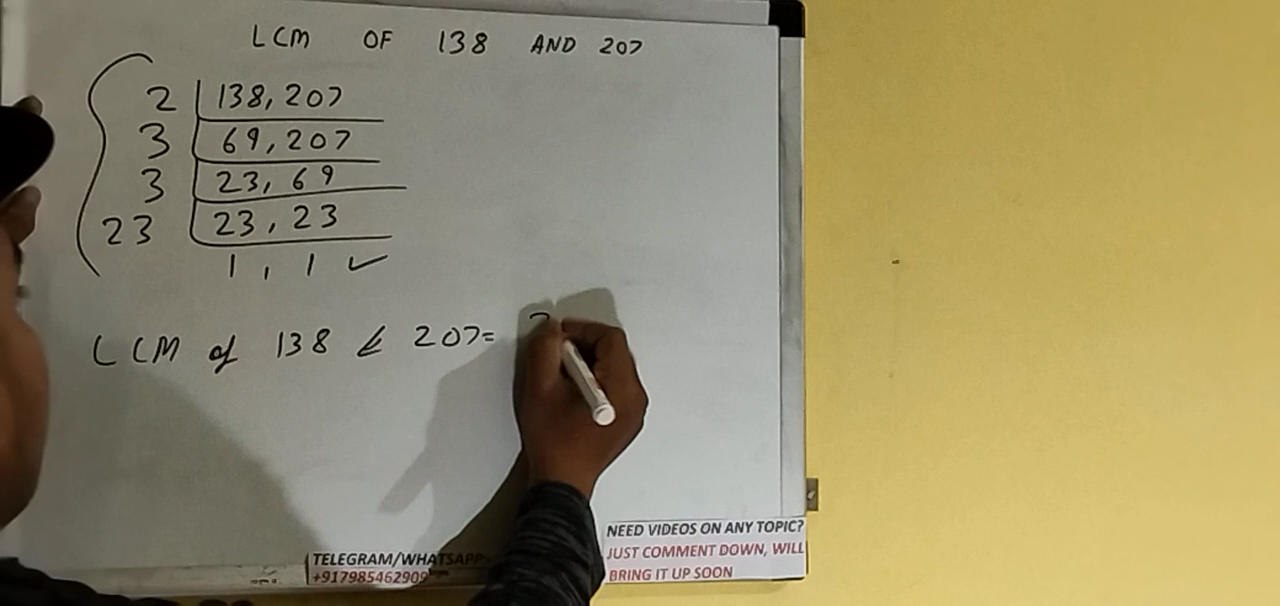 LCM OF 138 AND 207
2 138, 207
3 69, 207
3 23, 69
23 23, 23
1, 1 ✓
LCM of 138 & 207=
NEED VIDEOS ON ANY TOPIC?
JUST COMMENT DOWN, WILL
BRING IT UP SOON
TELEGRAM/WHATSAPP
+917985462909